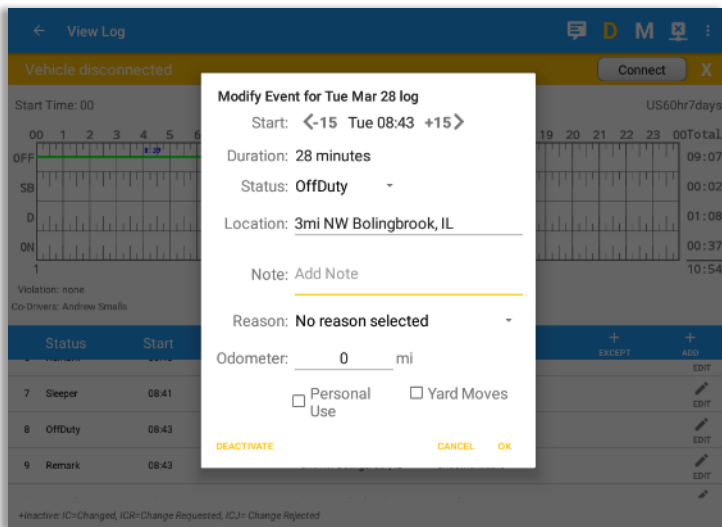 View Log
D M
Vehicle disconnected
Connect X
Start Time: 00
US60hr7days
00 1 2 3 4 5 6
19 20 21 22 23 00Total
OFF
09:07
SB
00:02
D
01:08
ON
00:37
1
10:54
Violation: none
Co-Drivers: Andrew Smalls
Modify Event for Tue Mar 28 log
Start: -15 Tue 08:43 +15
Duration: 28 minutes
Status: OffDuty
Location: 3mi NW Bolingbrook, IL
Note: Add Note
Reason: No reason selected
Odometer: 0 mi
Personal Use
Yard Moves
DEACTIVATE CANCEL OK
Status Start
+ EXCEPT
+ ADD
EDIT
7 Sleeper 08:41
EDIT
8 OffDuty 08:43
EDIT
9 Remark 08:43
EDIT
+Inactive: IC=Changed, ICR=Change Requested, ICJ= Change Rejected